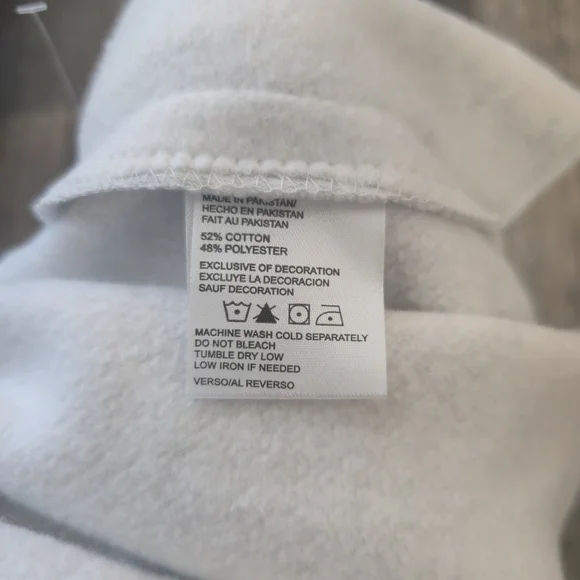 MADE IN PAKISTAN/
HECHO EN PAKISTAN
FAIT AU PAKISTAN
52% COTTON
48% POLYESTER
EXCLUSIVE OF DECORATION
EXCLUYE LA DECORACION
SAUF DECORATION
MACHINE WASH COLD SEPARATELY
DO NOT BLEACH
TUMBLE DRY LOW
LOW IRON IF NEEDED
VERSO/AL REVERSO